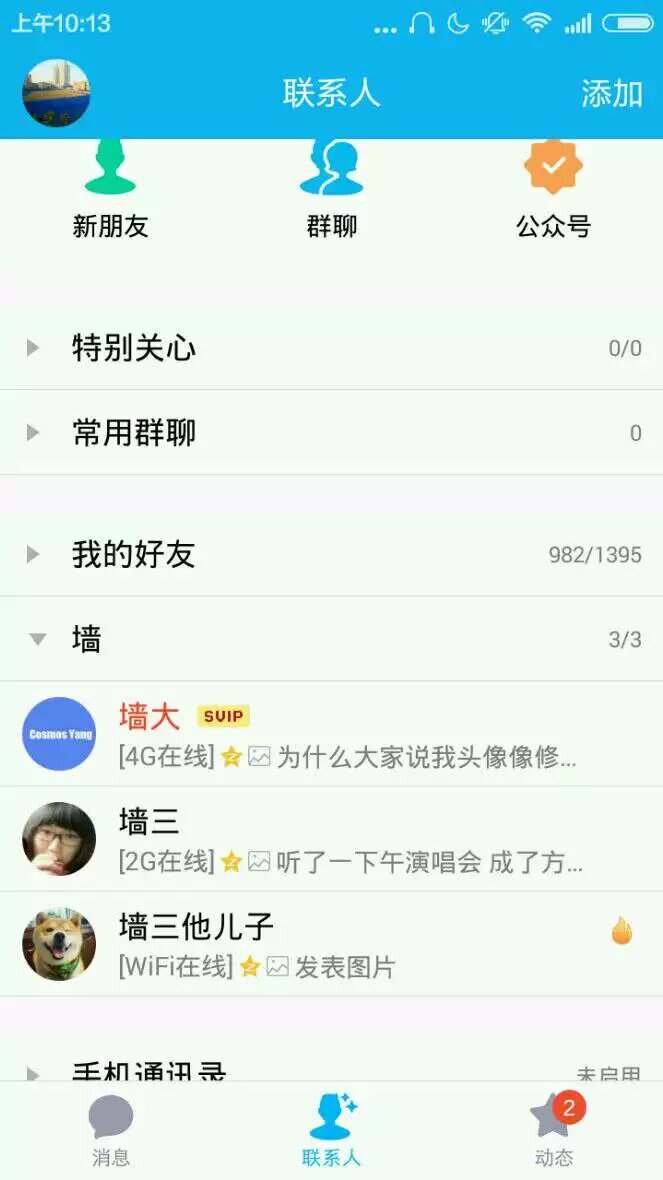 上午10:13
联系人
添加
新朋友
群聊
公众号
特别关心
0/0
常用群聊
0
我的好友
982/1395
墙
3/3
Cosmos Yang
墙大 SVIP
[4G在线] 为什么大家说我头像像修...
墙三
[2G在线] 听了一下午演唱会 成了方...
墙三他儿子
[WiFi在线] 发表图片
手机通讯录
未启用
2
消息
联系人
动态